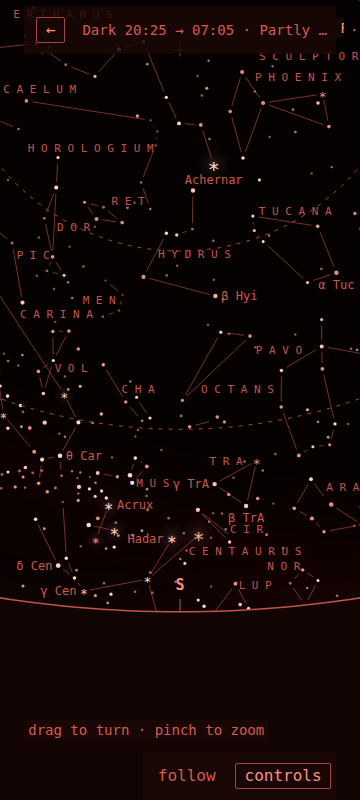 ERIDANUS
← Dark 20:25 → 07:05 · Partly …
SCULPTOR
PHOENIX
CAELUM
HOROLOGIUM
Achernar
RET
TUCANA
DOR
HYDRUS
PIC
α Tuc
MEN
β Hyi
CARINA
PAVO
VOL
CHA
OCTANS
θ Car
TRA
MUS
γ TrA
ARA
Acrux
β TrA
CIR
Hadar
CENTAURUS
NOR
δ Cen
S
LUP
γ Cen
drag to turn · pinch to zoom
follow controls